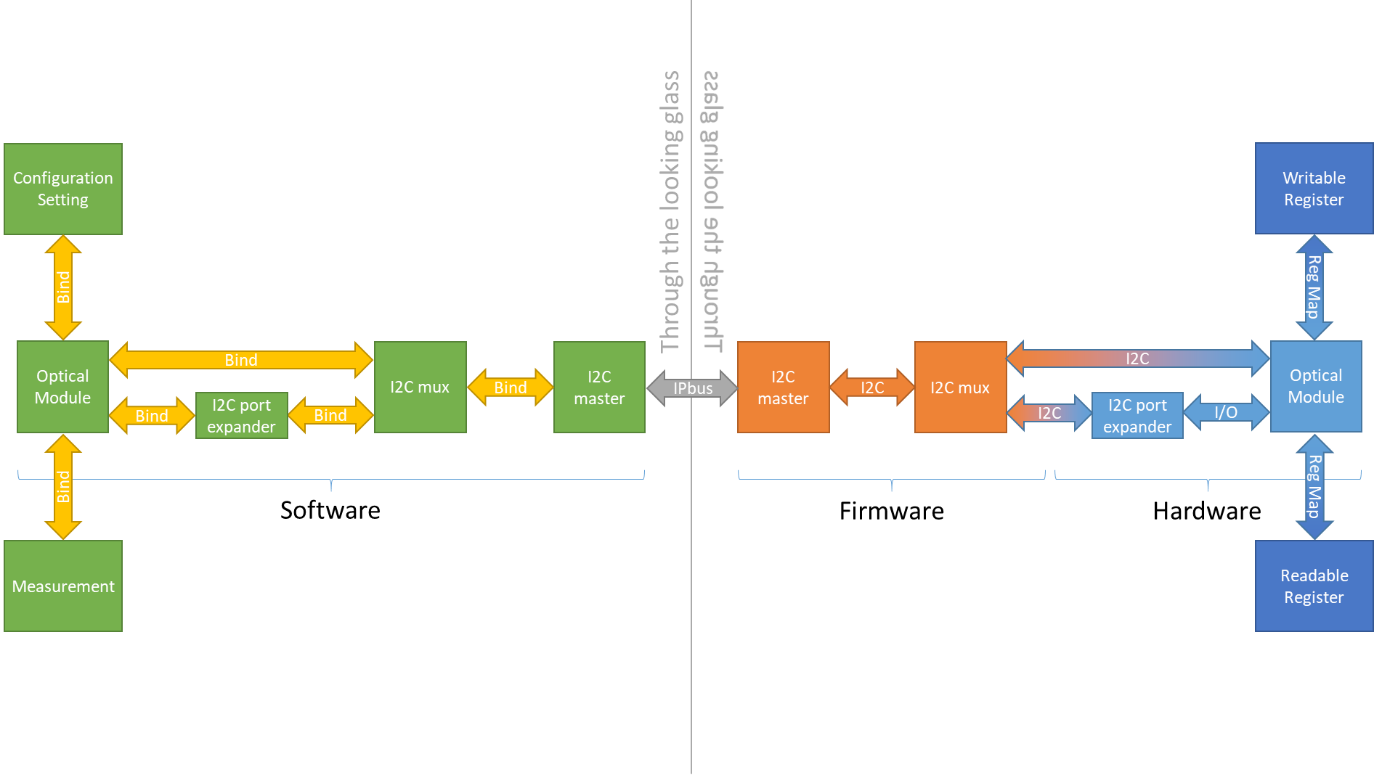 Through the looking glass
Through the looking glass
Configuration
Setting
Writable
Register
Bind
Reg Map
Optical
Module
Bind
I2C mux
Bind
I2C
master
IPbus
I2C
master
I2C
I2C mux
I2C
Optical
Module
Bind
I2C port
expander
Bind
I2C
I2C port
expander
I/O
Bind
Reg Map
Software
Firmware
Hardware
Measurement
Readable
Register